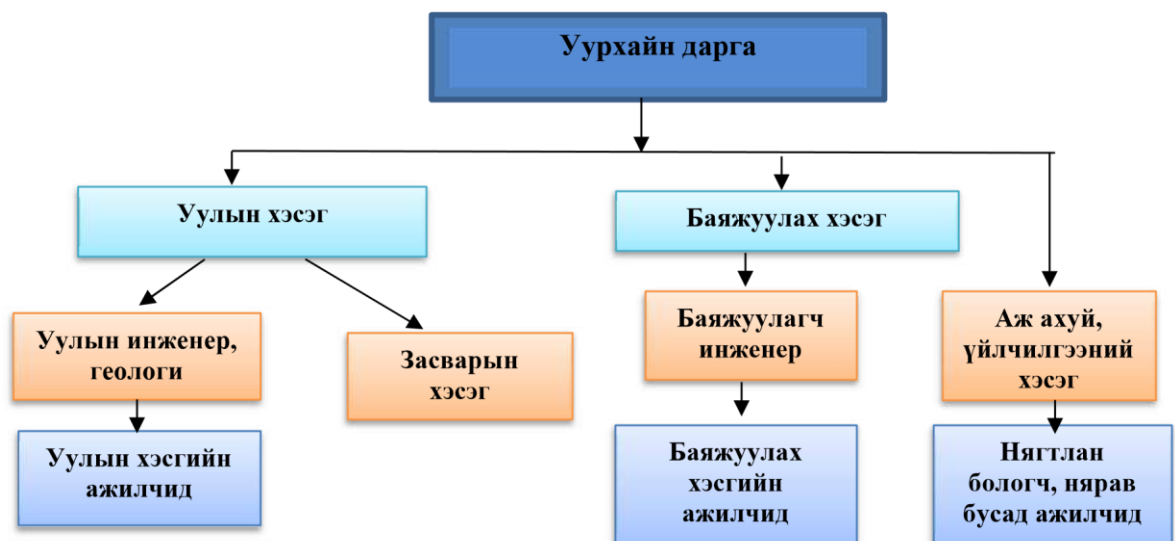 Уурхайн дарга
Уулын хэсэг
Баяжуулах хэсэг
Уулын инженер,
геологи
Засварын
хэсэг
Баяжуулагч
инженер
Аж ахуй,
үйлчилгээний
хэсэг
Уулын хэсгийн
ажилчид
Баяжуулах
хэсгийн
ажилчид
Нягтлан
бологч, нярав
бусад ажилчид